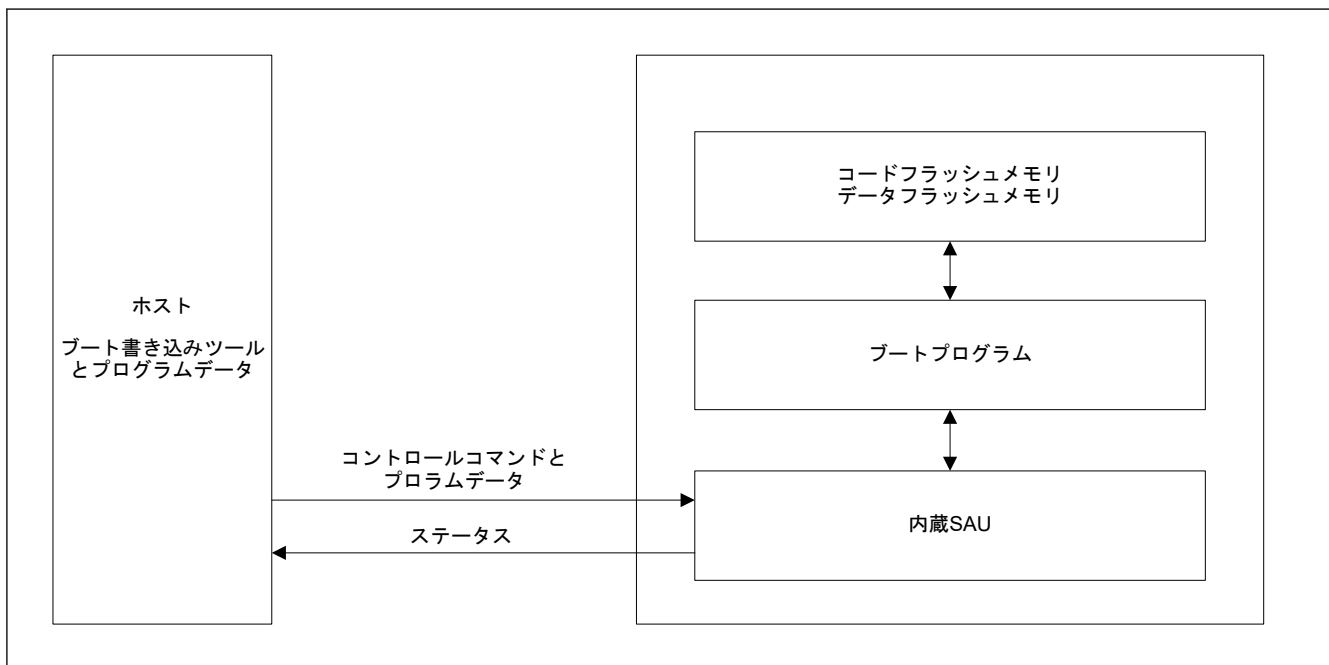 ホスト
ブート書き込みツール
とプログラムデータ
コントロールコマンドと
プロラムデータ
ステータス
コードフラッシュメモリ
データフラッシュメモリ
ブートプログラム
内蔵SAU